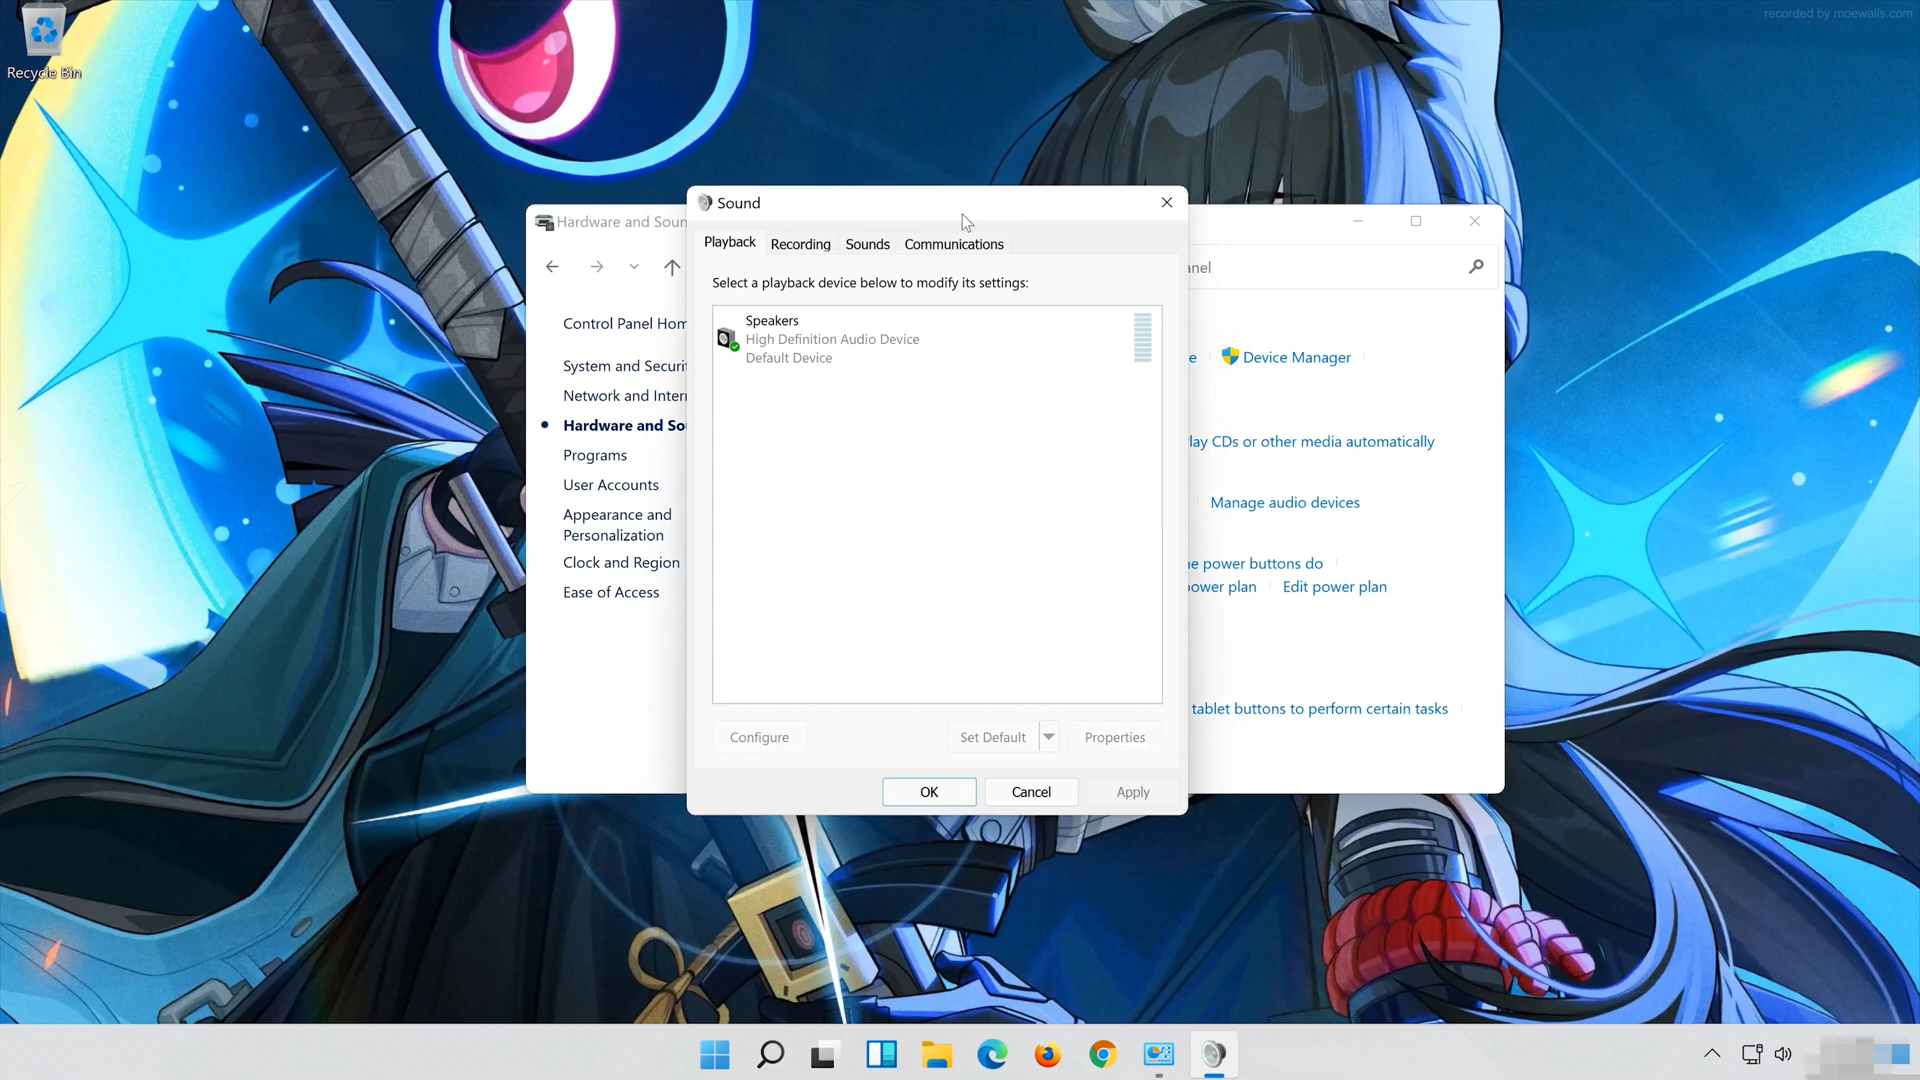 recorded by moewalls.com
Recycle Bin
Sound
Hardware and Soun
Playback
Recording
Sounds
Communications
anel
Select a playback device below to modify its settings:
Speakers
High Definition Audio Device
Default Device
Control Panel Hom
System and Securit
Network and Inter
Hardware and So
Programs
User Accounts
Appearance and
Personalization
Clock and Region
Ease of Access
e
Device Manager
lay CDs or other media automatically
Manage audio devices
he power buttons do
power plan
Edit power plan
tablet buttons to perform certain tasks
Configure
Set Default
Properties
OK
Cancel
Apply